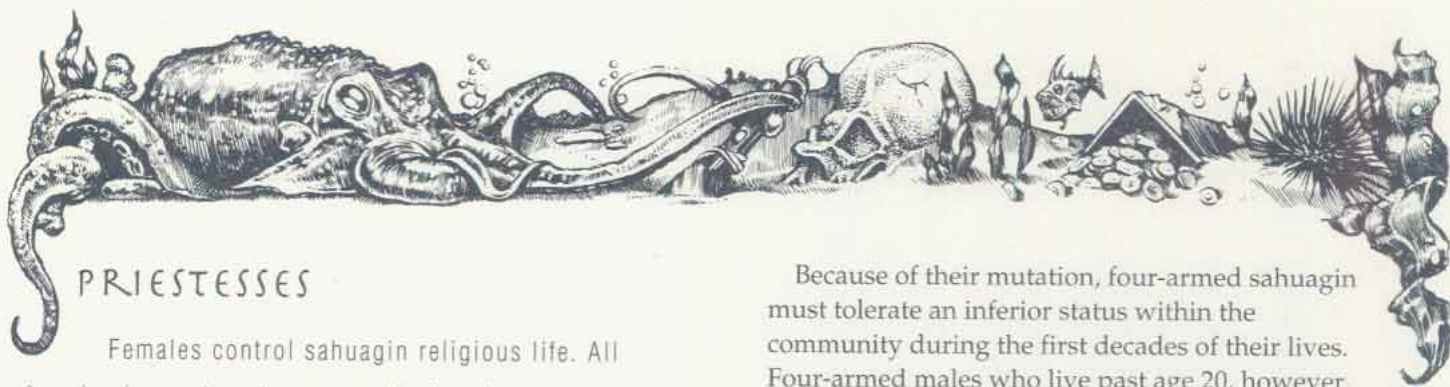 PRIESTESSES
Females control sahuagin religious life. All
Because of their mutation, four-armed sahuagin
must tolerate an inferior status within the
community during the first decades of their lives.
Four-armed males who live past age 20, however,